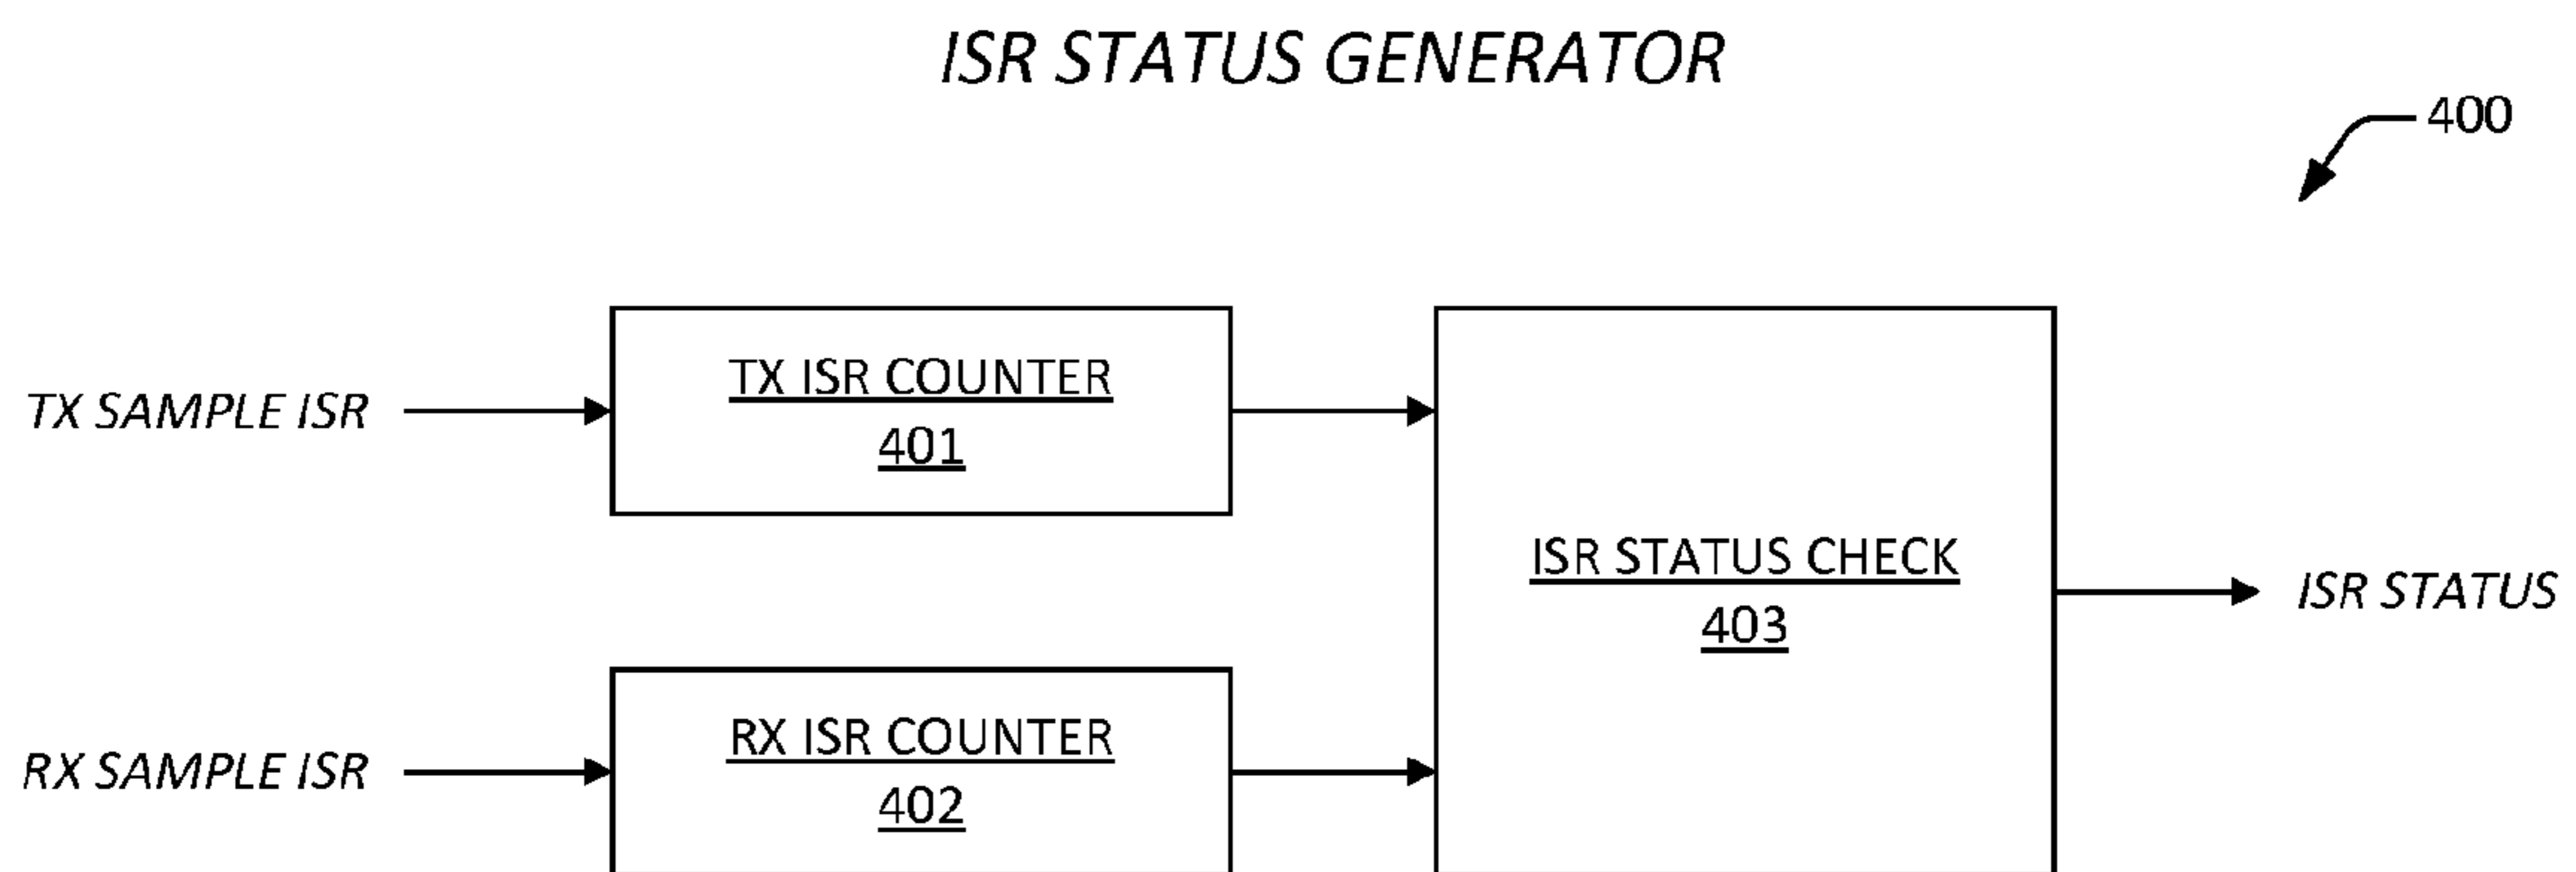 ISR STATUS GENERATOR
400
TX SAMPLE ISR
TX ISR COUNTER
401
ISR STATUS CHECK
403
ISR STATUS
RX SAMPLE ISR
RX ISR COUNTER
402